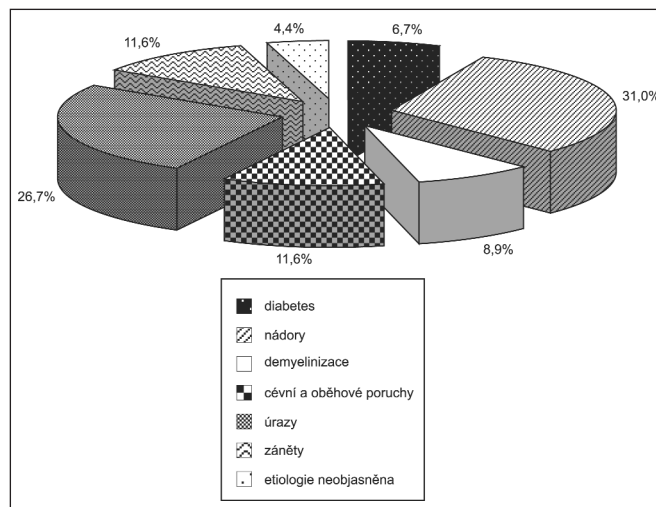 4,4%
6,7%
11,6%
31,0%
26,7%
8,9%
11,6%
diabetes
nádory
demyelinizace
cévní a oběhové poruchy
úrazy
záněty
etiologie neobjasněna